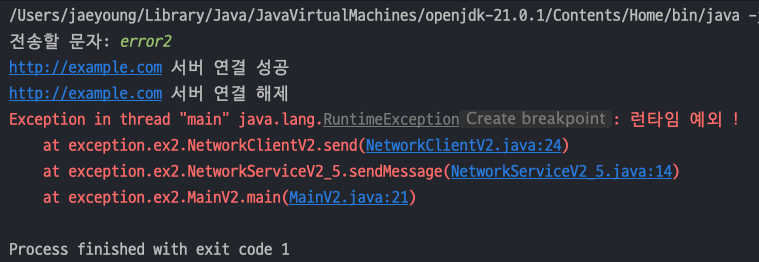 /Users/jaeyoung/Library/Java/JavaVirtualMachines/openjdk-21.0.1/Contents/Home/bin/java -
전송할 문자: error2
http://example.com 서버 연결 성공
http://example.com 서버 연결 해제
Exception in thread "main" java.lang.RuntimeException Create breakpoint : 런타임 예외 !
at exception.ex2.NetworkClientV2.send(NetworkClientV2.java:24)
at exception.ex2.NetworkServiceV2_5.sendMessage(NetworkServiceV2_5.java:14)
at exception.ex2.MainV2.main(MainV2.java:21)
Process finished with exit code 1